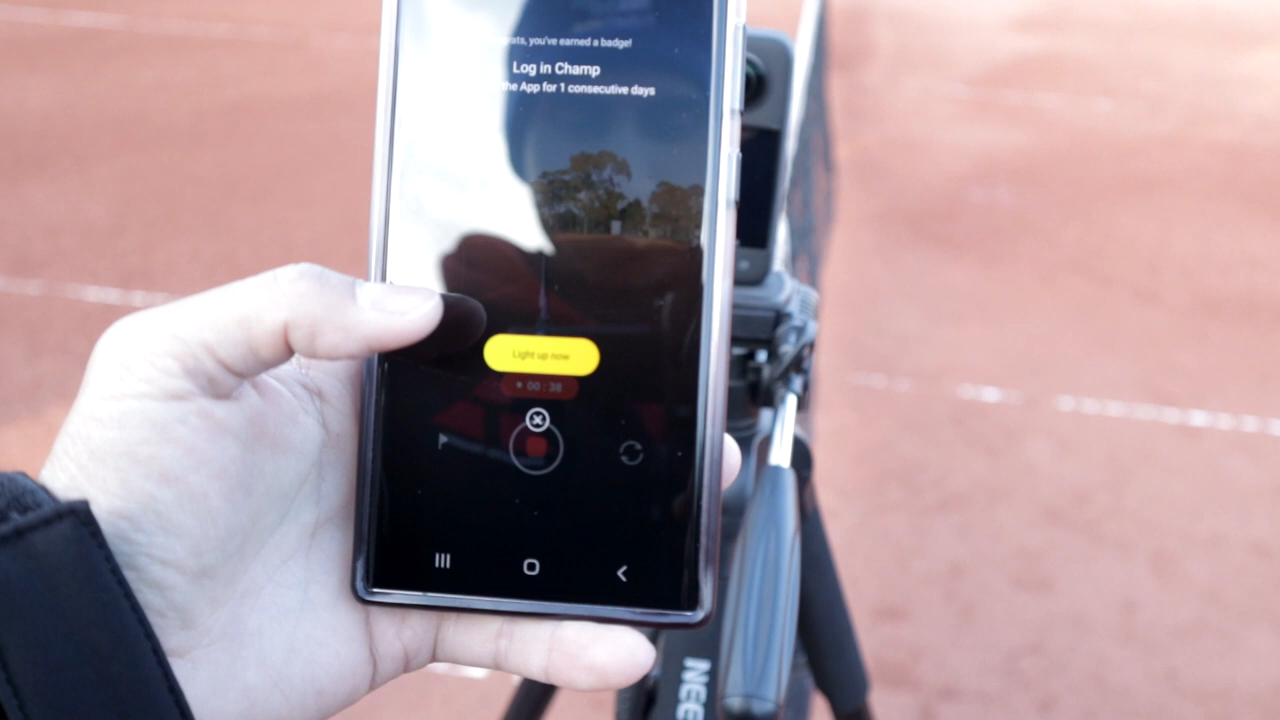 rats, you've earned a badge!
Log in Champ
the App for 1 consecutive days
Light up now
00:38
NEE